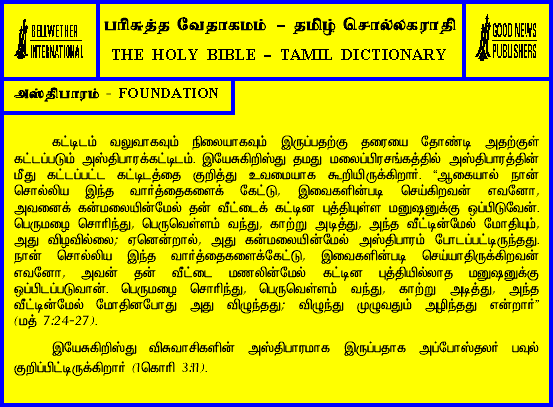 BELLWETHER
INTERNATIONAL
பரிசுத்த வேதாகமம் – தமிழ் சொல்லகராதி
THE HOLY BIBLE – TAMIL DICTIONARY
GOOD NEWS
PUBLISHERS
அஸ்திபாரம் - FOUNDATION
கட்டிடம் வலுவாகவும் நிலையாகவும் இருப்பதற்கு தரையை தோண்டி அதற்குள்
கட்டப்படும் அஸ்திபாரக்கட்டிடம். இயேசுகிறிஸ்து தமது மலைப்பிரசங்கத்தில் அஸ்திபாரத்தின்
மீது கட்டப்பட்ட கட்டிடத்தை குறித்து உவமையாக கூறியிருக்கிறார். “ஆகையால் நான்
சொல்லிய இந்த வார்த்தைகளைக் கேட்டு, இவைகளின்படி செய்கிறவன் எவனோ,
அவனைக் கன்மலையின்மேல் தன் வீட்டைக் கட்டின புத்தியுள்ள மனுஷனுக்கு ஒப்பிடுவேன்.
பெருமழை சொரிந்து, பெருவெள்ளம் வந்து, காற்று அடித்து, அந்த வீட்டின்மேல் மோதியும்,
அது விழவில்லை; ஏனென்றால், அது கன்மலையின்மேல் அஸ்திபாரம் போடப்பட்டிருந்தது.
நான் சொல்லிய இந்த வார்த்தைகளைக்கேட்டு, இவைகளின்படி செய்யாதிருக்கிறவன்
எவனோ, அவன் தன் வீட்டை மணலின்மேல் கட்டின புத்தியில்லாத மனுஷனுக்கு
ஒப்பிடப்படுவான். பெருமழை சொரிந்து, பெருவெள்ளம் வந்து, காற்று அடித்து, அந்த
வீட்டின்மேல் மோதினபோது அது விழுந்தது; விழுந்து முழுவதும் அழிந்தது என்றார்”
(மத் 7:24-27).
இயேசுகிறிஸ்து விசுவாசிகளின் அஸ்திபாரமாக இருப்பதாக அப்போஸ்தலர் பவுல்
குறிப்பிட்டிருக்கிறார் (1கொரி 3:11).